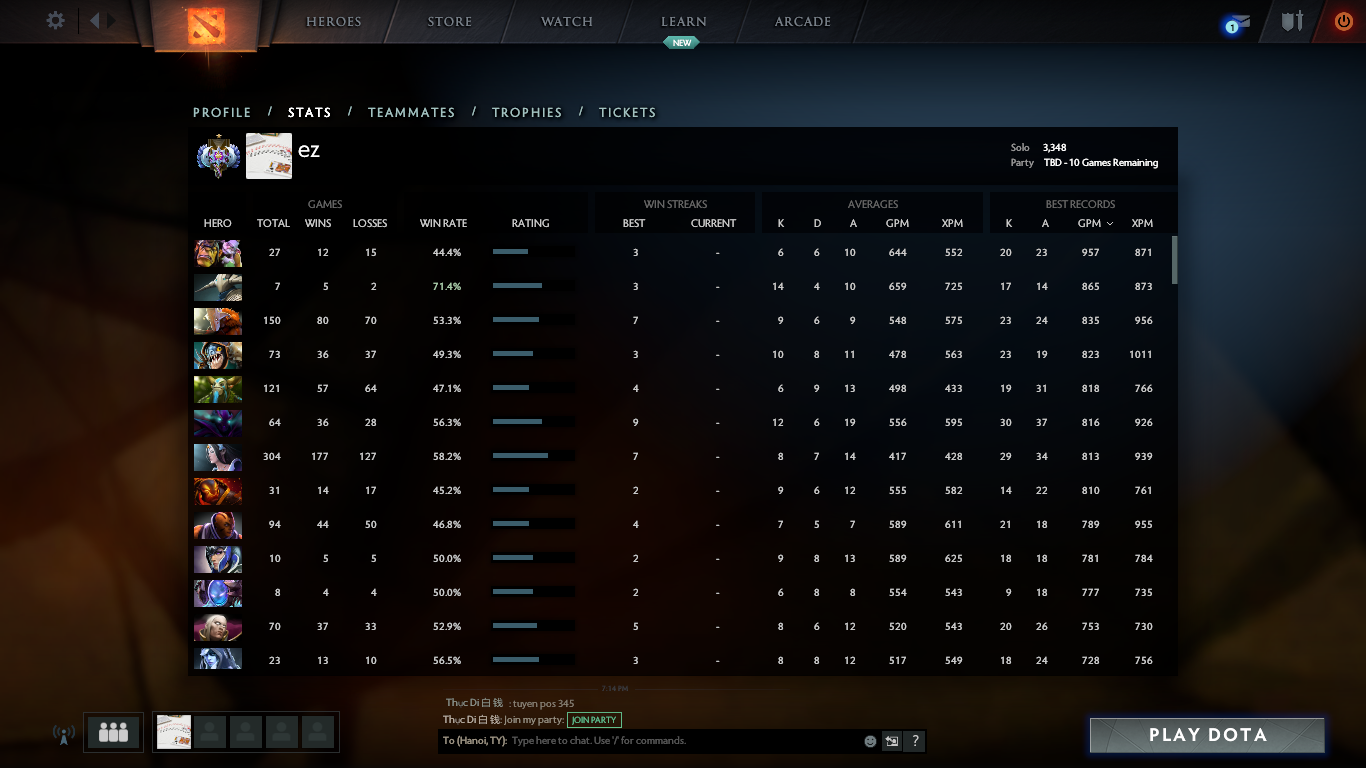 HEROES STORE WATCH LEARN ARCADE
1
NEW
PROFILE / STATS / TEAMMATES / TROPHIES / TICKETS
ez
Solo 3,348
Party TBD - 10 Games Remaining
GAMES WIN STREAKS AVERAGES BEST RECORDS
HERO TOTAL WINS LOSSES WIN RATE RATING BEST CURRENT K D A GPM XPM K A GPM XPM
27 12 15 44.4% 3 - 6 6 10 644 552 20 23 957 871
7 5 2 71.4% 3 - 14 4 10 659 725 17 14 865 873
150 80 70 53.3% 7 - 9 6 9 548 575 23 24 835 956
73 36 37 49.3% 3 - 10 8 11 478 563 23 19 823 1011
121 57 64 47.1% 4 - 6 9 13 498 433 19 31 818 766
64 36 28 56.3% 9 - 12 6 19 556 595 30 37 816 926
304 177 127 58.2% 7 - 8 7 14 417 428 29 34 813 939
31 14 17 45.2% 2 - 9 6 12 555 582 14 22 810 761
94 44 50 46.8% 4 - 7 5 7 589 611 21 18 789 955
10 5 5 50.0% 2 - 9 8 13 589 625 18 18 781 784
8 4 4 50.0% 2 - 6 8 8 554 543 9 18 777 735
70 37 33 52.9% 5 - 8 6 12 520 543 20 26 753 730
23 13 10 56.5% 3 - 8 8 12 517 549 18 24 728 756
7:14 PM
Thục Di 白 钱 : tuyen pos 345
Thục Di 白 钱: Join my party: JOIN PARTY
To (Hanoi, TY): Type here to chat. Use '/' for commands.
?
PLAY DOTA